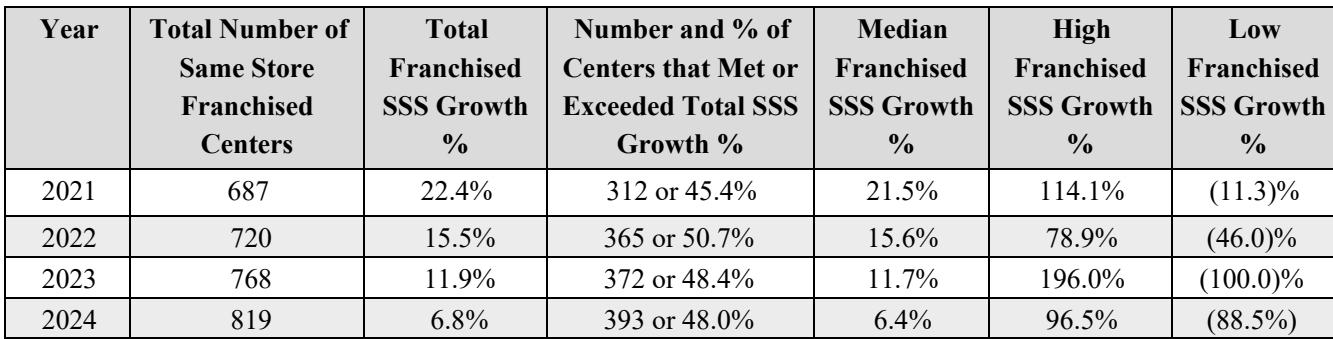 Year Total Number of Total Number and % of Median High Low
Same Store Franchised Centers that Met or Franchised Franchised Franchised
Franchised SSS Growth Exceeded Total SSS SSS Growth SSS Growth SSS Growth
Centers % Growth % % % %
2021 687 22.4% 312 or 45.4% 21.5% 114.1% (11.3)%
2022 720 15.5% 365 or 50.7% 15.6% 78.9% (46.0)%
2023 768 11.9% 372 or 48.4% 11.7% 196.0% (100.0)%
2024 819 6.8% 393 or 48.0% 6.4% 96.5% (88.5%)